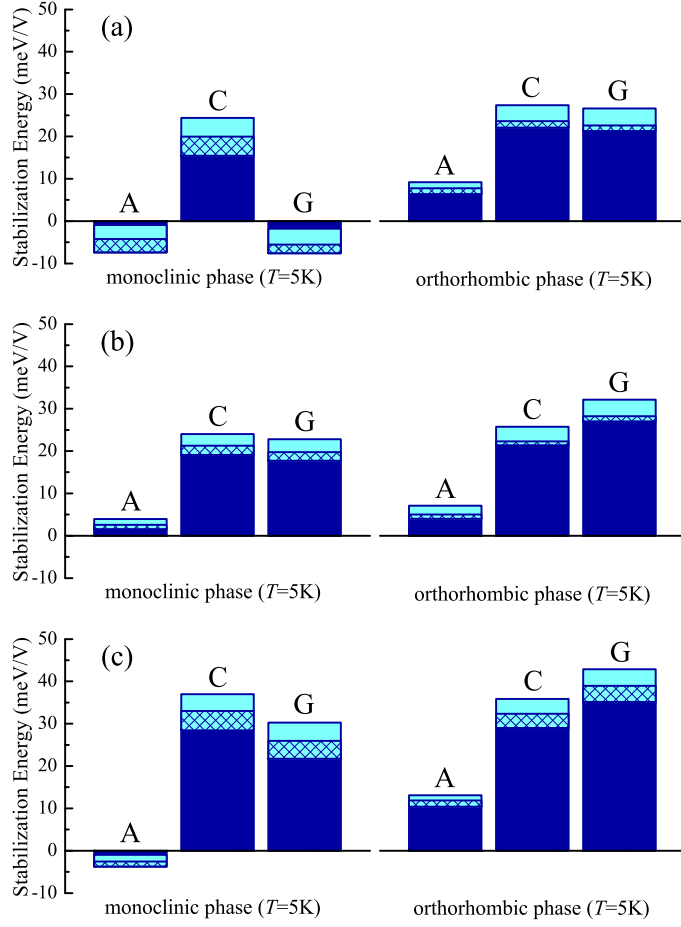 (a)
Stabilization Energy (meV/V)
50
40
30
20
10
0
-10
A
C
G
A
C
G
monoclinic phase (T=5K)
orthorhombic phase (T=5K)
(b)
Stabilization Energy (meV/V)
50
40
30
20
10
0
-10
A
C
G
A
C
G
monoclinic phase (T=5K)
orthorhombic phase (T=5K)
(c)
Stabilization Energy (meV/V)
50
40
30
20
10
0
-10
A
C
G
A
C
G
monoclinic phase (T=5K)
orthorhombic phase (T=5K)